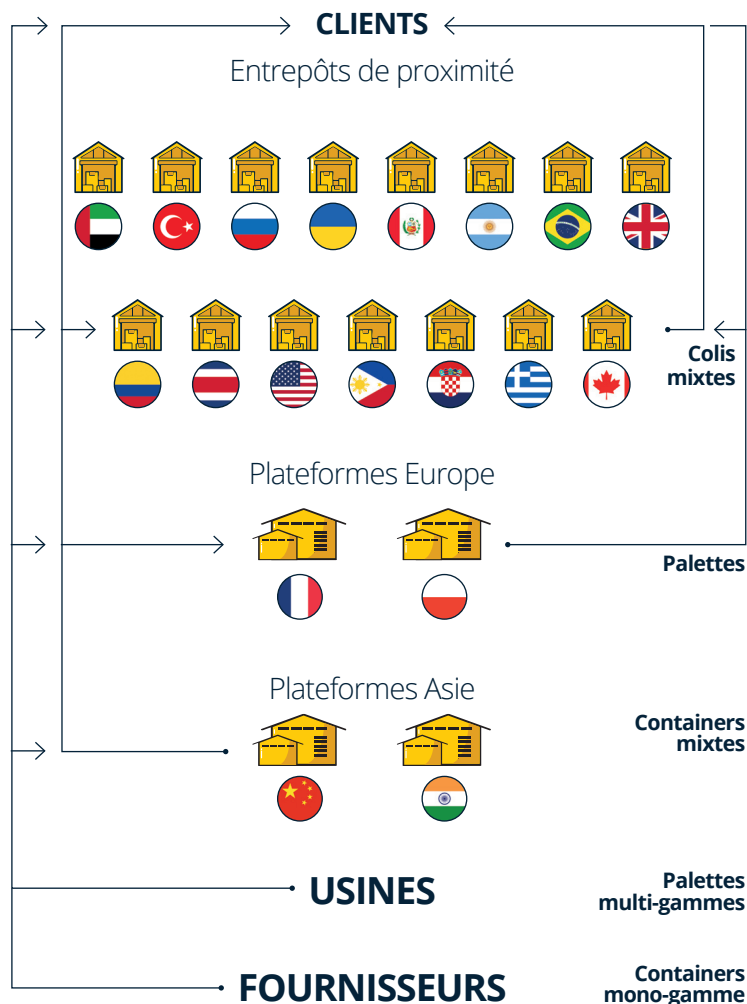 CLIENTS
Entrepôts de proximité
Colis
mixtes
Plateformes Europe
Palettes
Plateformes Asie
Containers
mixtes
USINES
Palettes
multi-gammes
FOURNISSEURS
Containers
mono-gamme